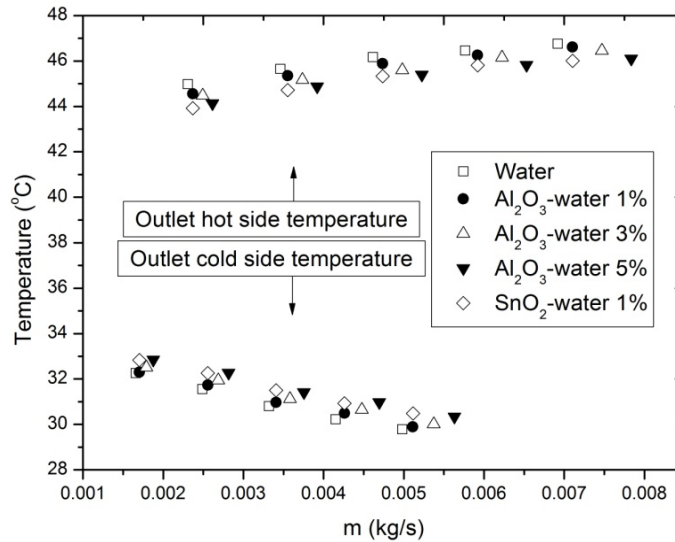 48
46
44
42
40
38
36
34
32
30
28
Temperature (°C)
Outlet hot side temperature
Outlet cold side temperature
Water
Al₂O₃-water 1%
Al₂O₃-water 3%
Al₂O₃-water 5%
SnO₂-water 1%
0.001 0.002 0.003 0.004 0.005 0.006 0.007 0.008
m (kg/s)